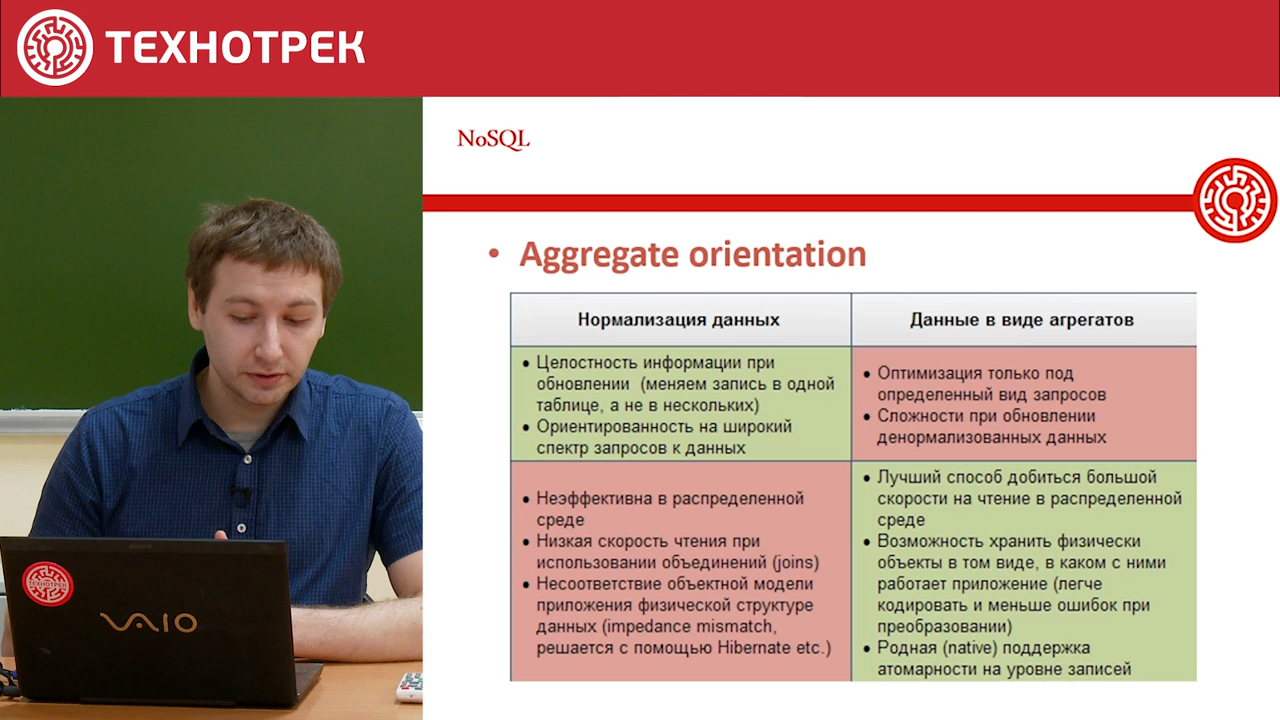 ТЕХНОТРЕК
NoSQL
• Aggregate orientation
Нормализация данных
Данные в виде агрегатов
• Целостность информации при
обновлении (меняем запись в одной
таблице, а не в нескольких)
• Ориентированность на широкий
спектр запросов к данных
• Оптимизация только под
определенный вид запросов
• Сложности при обновлении
денормализованных данных
• Неэффективна в распределенной
среде
• Низкая скорость чтения при
использовании объединений (joins)
• Несоответствие объектной модели
приложения физической структуре
данных (impedance mismatch,
решается с помощью Hibernate etc.)
• Лучший способ добиться большой
скорости на чтение в распределенной
среде
• Возможность хранить физически
объекты в том виде, в каком с ними
работает приложение (легче
кодировать и меньше ошибок при
преобразовании)
• Родная (native) поддержка
атомарности на уровне записей
SONY
ТЕХНОТРЕК
VAIO